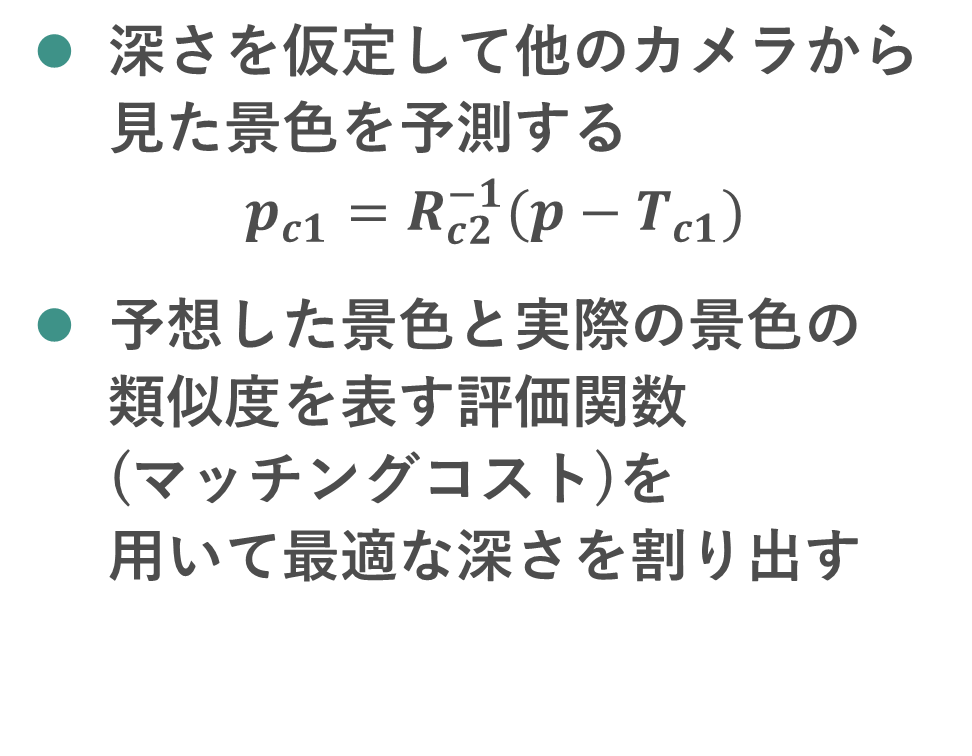 ● 深さを仮定して他のカメラから
見た景色を予測する
p_{c1} = R_{c2}^{-1}(p − T_{c1})
● 予想した景色と実際の景色の
類似度を表す評価関数
(マッチングコスト)を
用いて最適な深さを割り出す